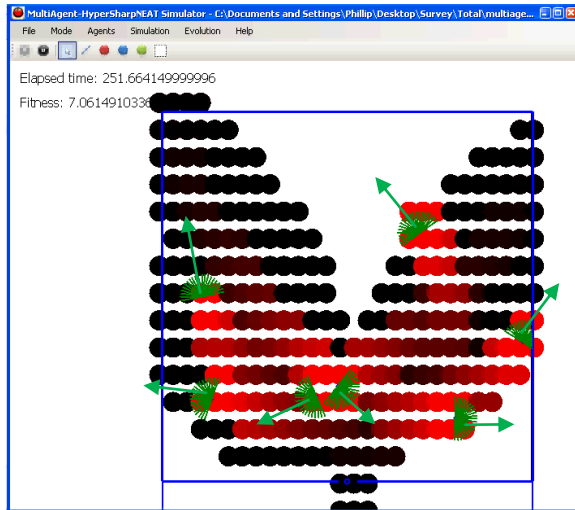 MultiAgent-HyperSharpNEAT Simulator - C:\Documents and Settings\Phillip\Desktop\Survey\Total\multiage...
File Mode Agents Simulation Evolution Help
Elapsed time: 251.664149999996
Fitness: 7.0614910336